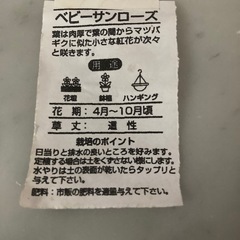 ベビーサンローズ
葉は肉厚で葉の間からマツバ
ギクに似た小さな紅花が次々
と咲きます。
用途
花壇 鉢植 ハンギング
花期:4月~10月頃
草丈:這性
栽培のポイント
日当りと排水の良いところを好みます。
定植する場合は土をくずさない様にします。
水やりは土の表面が乾いたらタップリと
与えて下さい。
肥料:市販の肥料を適量与えて下さい。